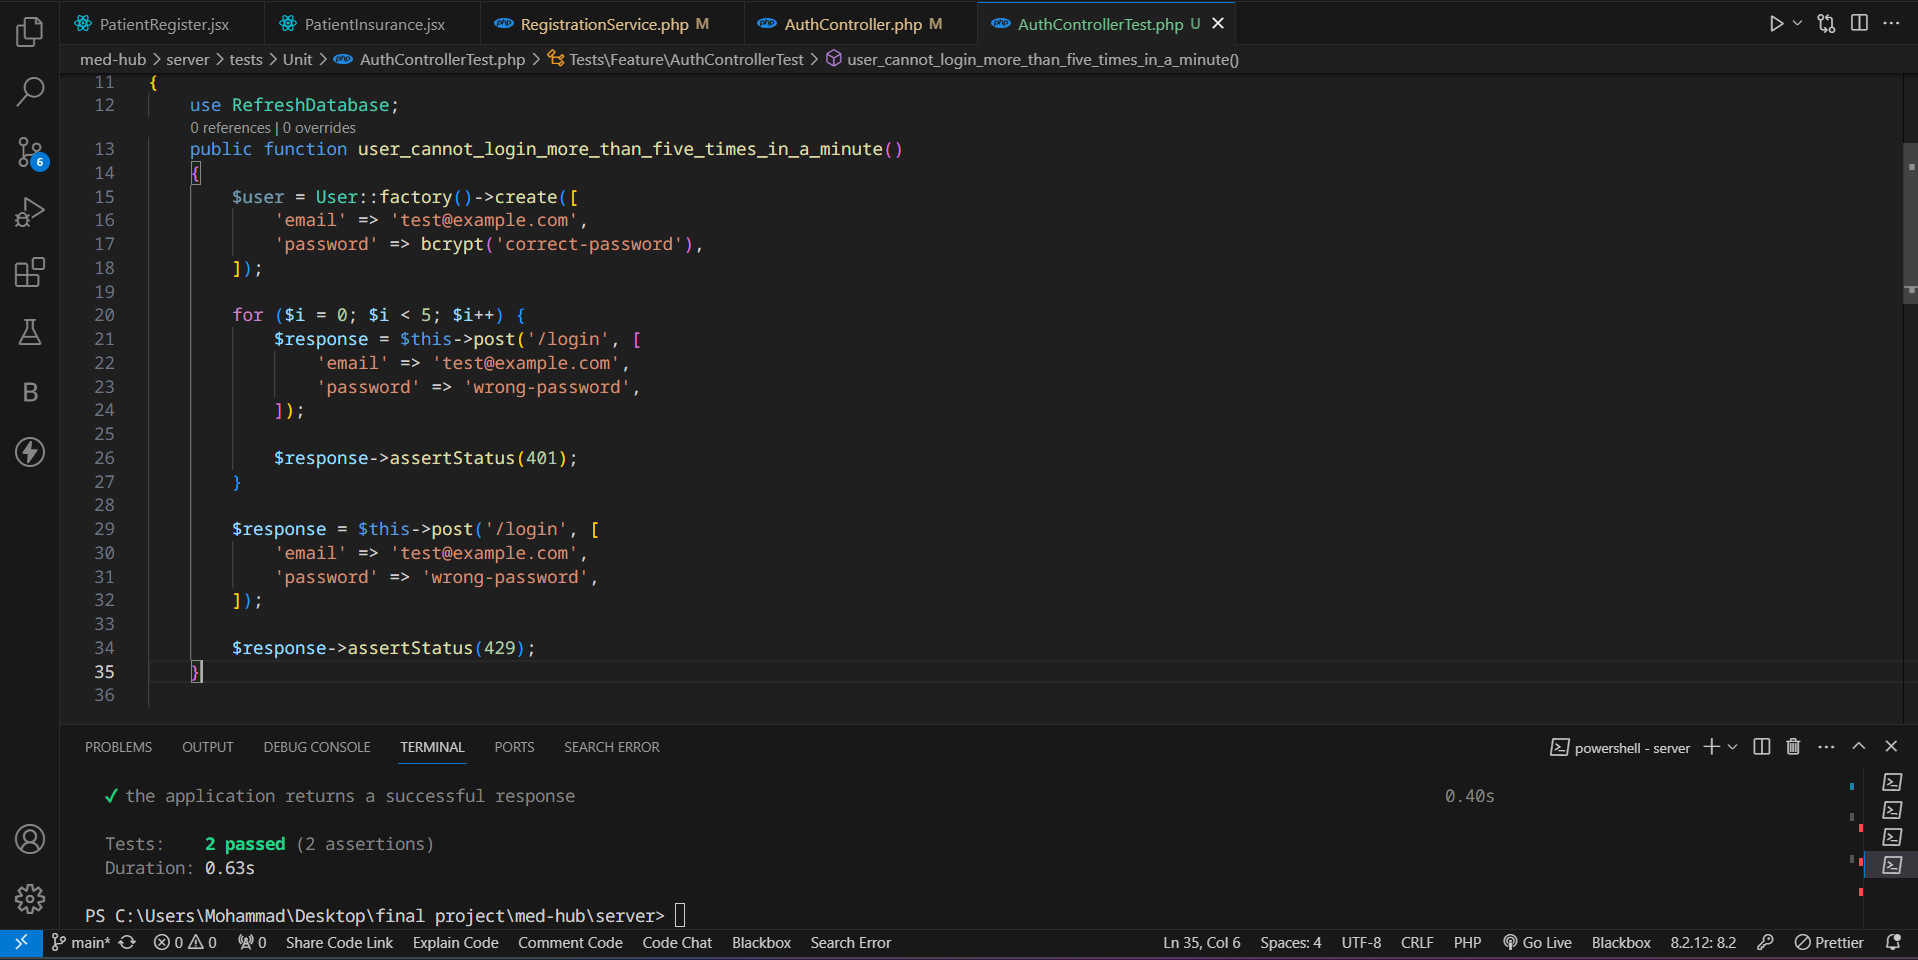 PatientRegister.jsx PatientInsurance.jsx RegistrationService.php M AuthController.php M AuthControllerTest.php U
med-hub > server > tests > Unit > AuthControllerTest.php > Tests\Feature\AuthControllerTest > user_cannot_login_more_than_five_times_in_a_minute()
11 {
12 use RefreshDatabase;
0 references | 0 overrides
13 public function user_cannot_login_more_than_five_times_in_a_minute()
14 {
15 $user = User::factory()->create([
16 'email' => 'test@example.com',
17 'password' => bcrypt('correct-password'),
18 ]);
19
20 for ($i = 0; $i < 5; $i++) {
21 $response = $this->post('/login', [
22 'email' => 'test@example.com',
23 'password' => 'wrong-password',
24 ]);
25
26 $response->assertStatus(401);
27 }
28
29 $response = $this->post('/login', [
30 'email' => 'test@example.com',
31 'password' => 'wrong-password',
32 ]);
33
34 $response->assertStatus(429);
35 }
36
6
B
PROBLEMS OUTPUT DEBUG CONSOLE TERMINAL PORTS SEARCH ERROR powershell - server
✓ the application returns a successful response 0.40s
Tests: 2 passed (2 assertions)
Duration: 0.63s
PS C:\Users\Mohammad\Desktop\final project\med-hub\server>
main* 0 0 0 Share Code Link Explain Code Comment Code Code Chat Blackbox Search Error Ln 35, Col 6 Spaces: 4 UTF-8 CRLF PHP Go Live Blackbox 8.2.12: 8.2 Prettier